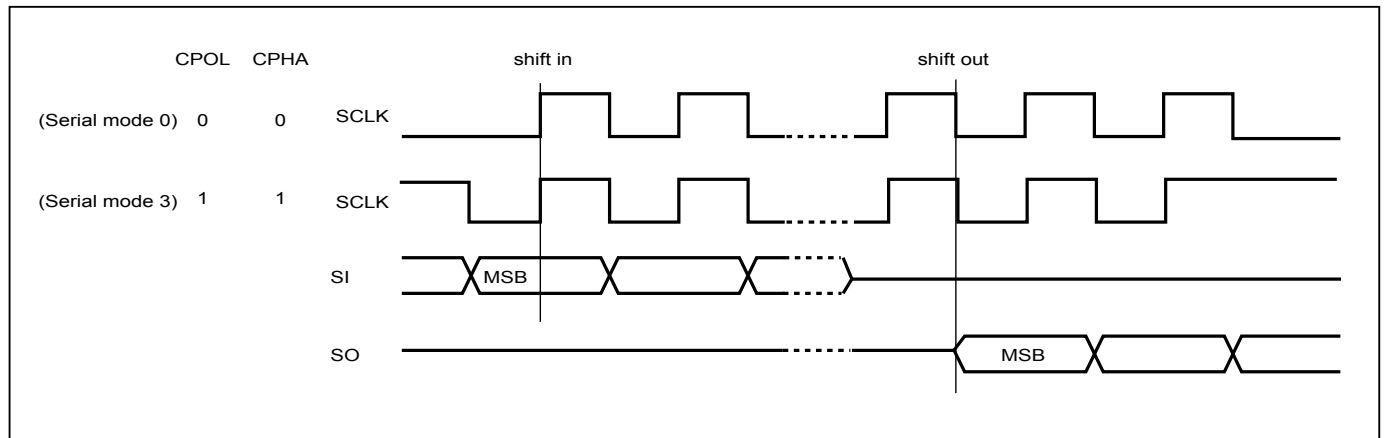 CPOL CPHA shift in shift out
(Serial mode 0) 0 0 SCLK
(Serial mode 3) 1 1 SCLK
SI MSB
SO MSB